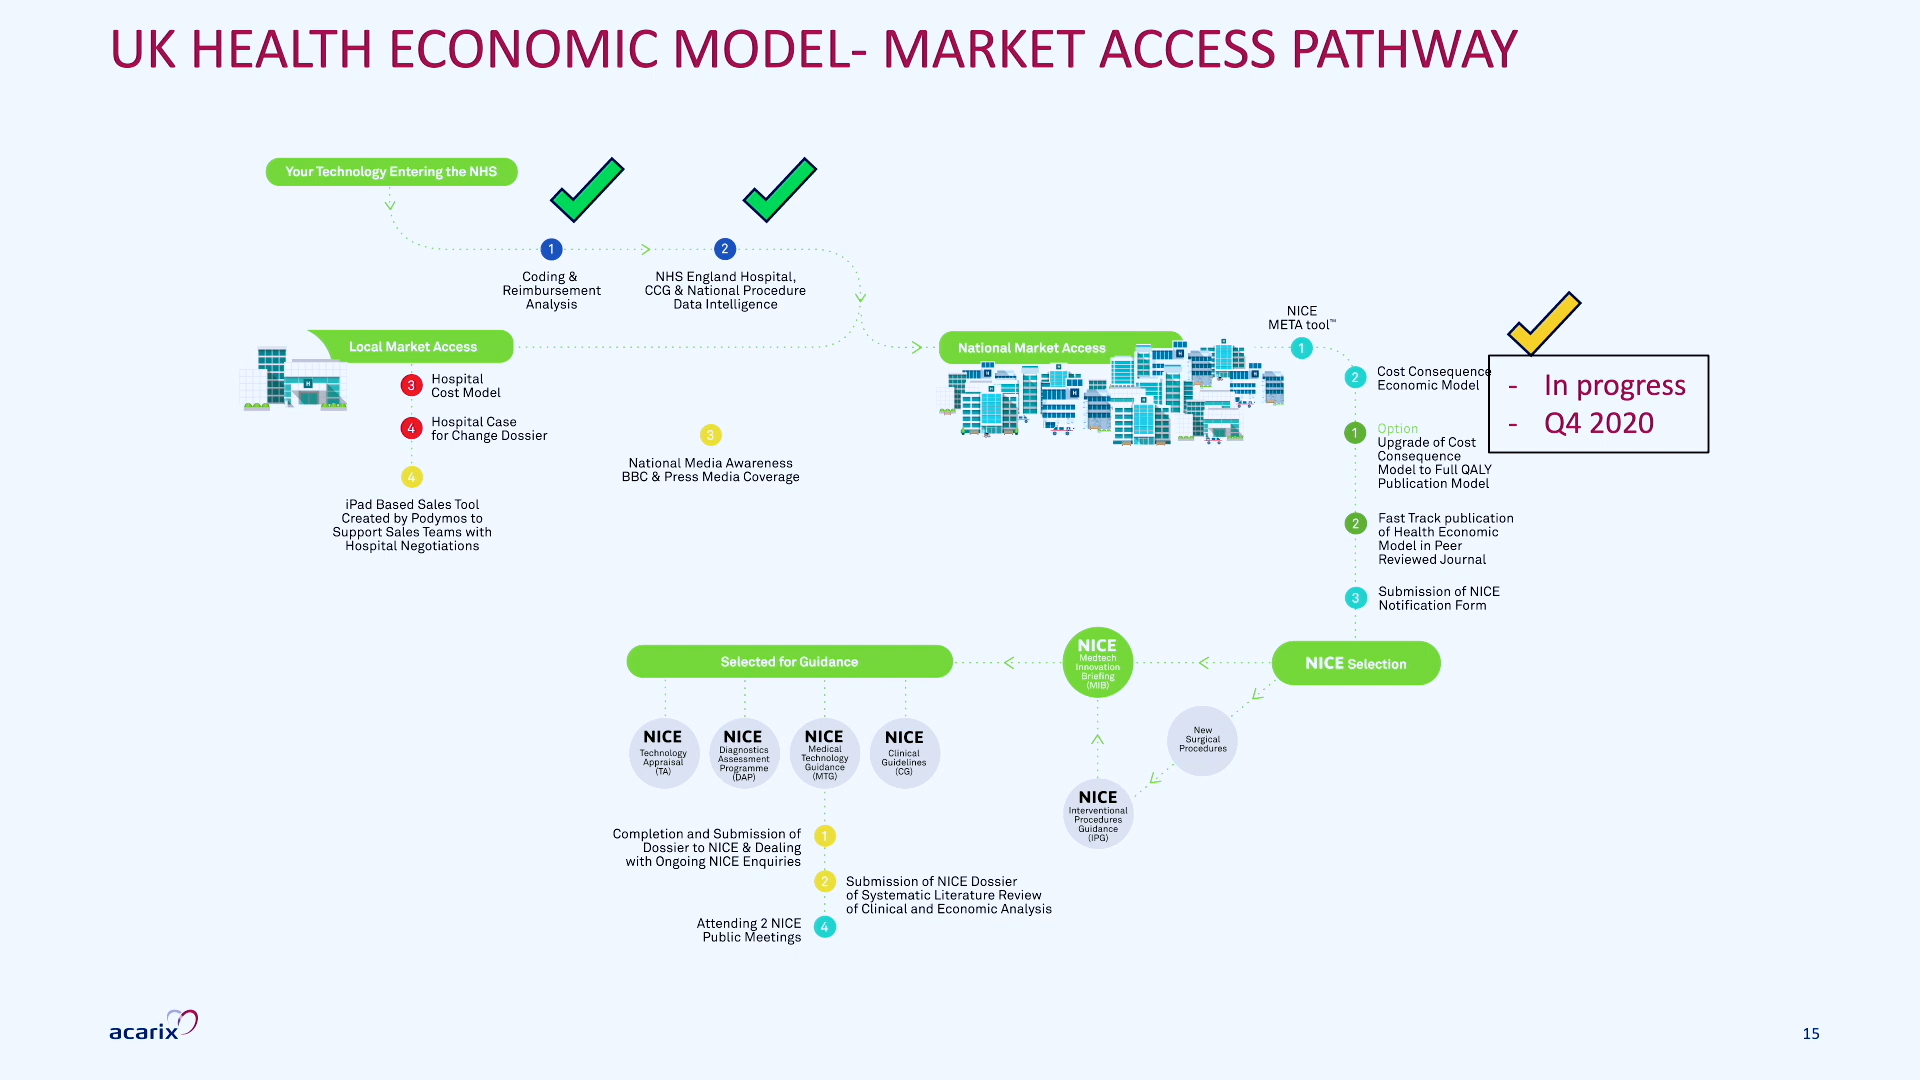 UK HEALTH ECONOMIC MODEL- MARKET ACCESS PATHWAY
Your Technology Entering the NHS
1
Coding &
Reimbursement
Analysis
2
NHS England Hospital,
CCG & National Procedure
Data Intelligence
Local Market Access
H
3
Hospital
Cost Model
4
Hospital Case
for Change Dossier
4
iPad Based Sales Tool
Created by Podymos to
Support Sales Teams with
Hospital Negotiations
3
National Media Awareness
BBC & Press Media Coverage
National Market Access
NICE
META tool™
1
2
Cost Consequence
Economic Model
- In progress
- Q4 2020
1
Option
Upgrade of Cost
Consequence
Model to Full QALY
Publication Model
2
Fast Track publication
of Health Economic
Model in Peer
Reviewed Journal
3
Submission of NICE
Notification Form
NICE Selection
NICE
Medtech
Innovation
Briefing
(MIB)
New
Surgical
Procedures
NICE
Interventional
Procedures
Guidance
(IPG)
Selected for Guidance
NICE
Technology
Appraisal
(TA)
NICE
Diagnostics
Assessment
Programme
(DAP)
NICE
Medical
Technology
Guidance
(MTG)
NICE
Clinical
Guidelines
(CG)
1
Completion and Submission of
Dossier to NICE & Dealing
with Ongoing NICE Enquiries
2
Submission of NICE Dossier
of Systematic Literature Review
of Clinical and Economic Analysis
Attending 2 NICE
Public Meetings
4
acarix
15